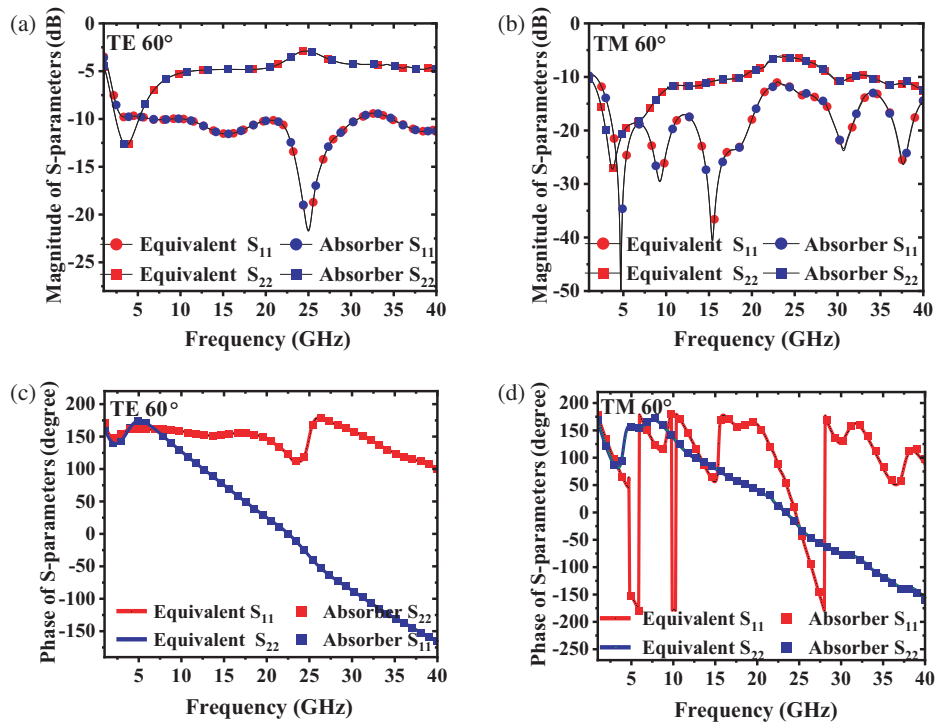 (a)
TE 60°
Magnitude of S-parameters (dB)
0
-5
-10
-15
-20
-25
Equivalent S11
Absorber S11
Equivalent S22
Absorber S22
5 10 15 20 25 30 35 40
Frequency (GHz)
(b)
TM 60°
Magnitude of S-parameters (dB)
0
-10
-20
-30
-40
-50
Equivalent S11
Absorber S11
Equivalent S22
Absorber S22
5 10 15 20 25 30 35 40
Frequency (GHz)
(c)
TE 60°
Phase of S-parameters (degree)
200
150
100
50
0
-50
-100
-150
Equivalent S11
Absorber S22
Equivalent S22
Absorber S11
5 10 15 20 25 30 35 40
Frequency (GHz)
(d)
TM 60°
Phase of S-parameters (degree)
200
150
100
50
0
-50
-100
-150
-200
-250
Equivalent S11
Absorber S11
Equivalent S22
Absorber S22
5 10 15 20 25 30 35 40
Frequency (GHz)